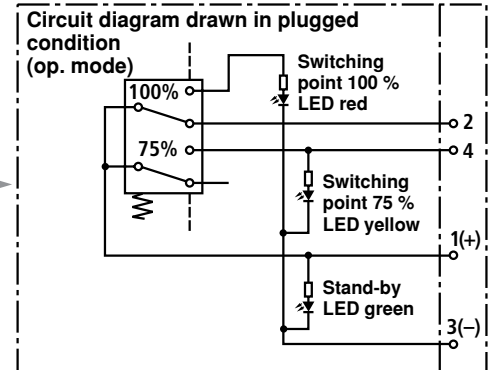 Circuit diagram drawn in plugged
condition
(op. mode)
100%
75%
Switching
point 100 %
LED red
2
4
Switching
point 75 %
LED yellow
1(+)
Stand-by
LED green
3(−)